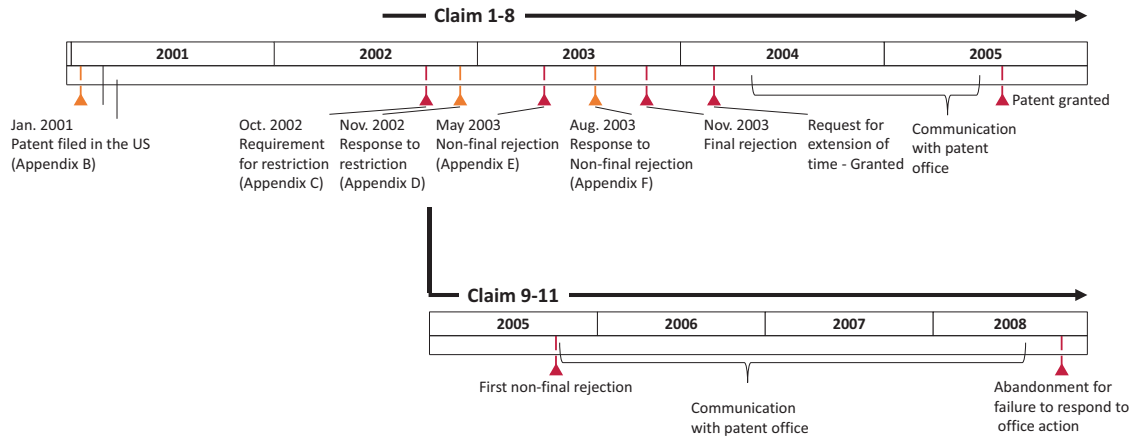 Claim 1-8
2001 2002 2003 2004 2005
Jan. 2001
Patent filed in the US
(Appendix B)
Oct. 2002
Requirement
for restriction
(Appendix C)
Nov. 2002
Response to
restriction
(Appendix D)
May 2003
Non-final rejection
(Appendix E)
Aug. 2003
Response to
Non-final rejection
(Appendix F)
Nov. 2003
Final rejection
Request for
extension of
time - Granted
Communication
with patent
office
Patent granted
Claim 9-11
2005 2006 2007 2008
First non-final rejection
Communication
with patent office
Abandonment for
failure to respond to
office action